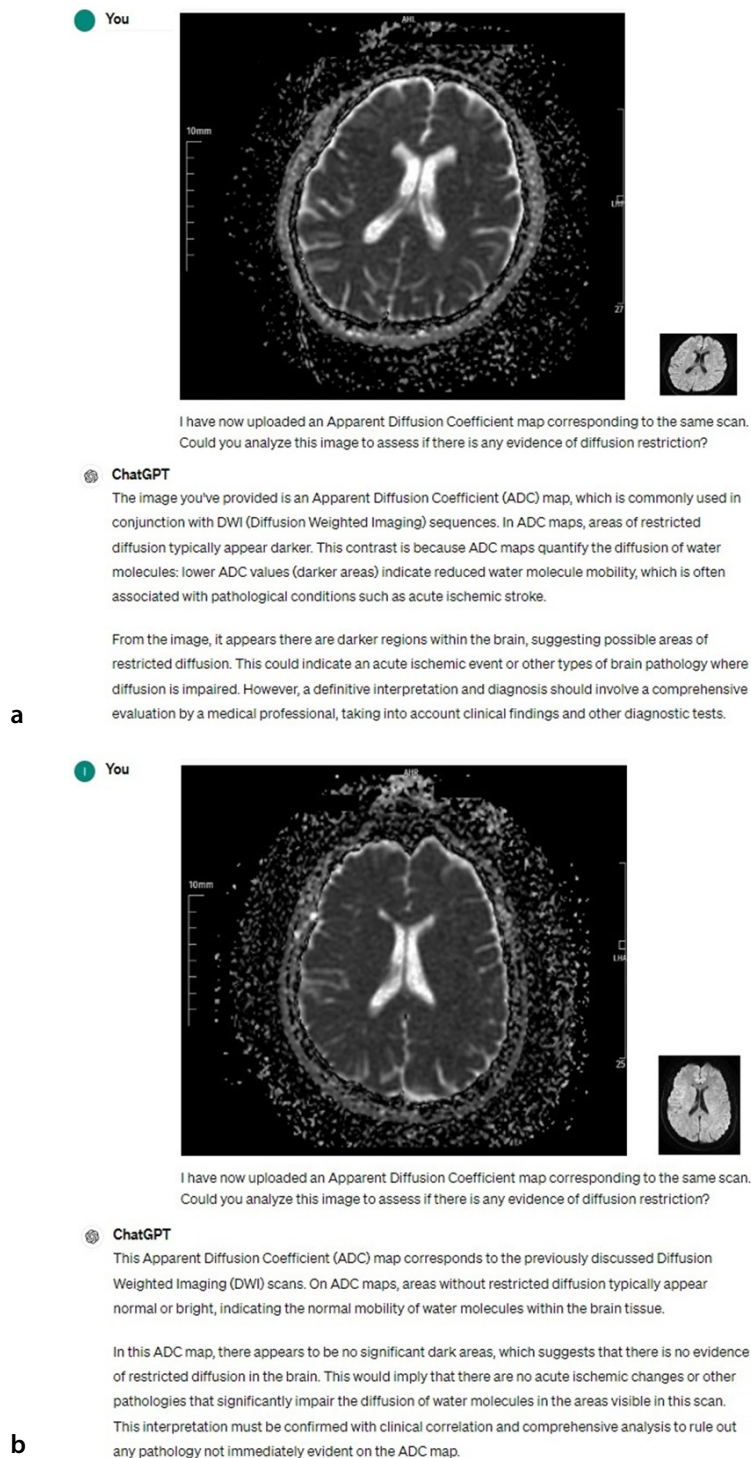 You
AHL
10mm
LHF
27
I have now uploaded an Apparent Diffusion Coefficient map corresponding to the same scan.
Could you analyze this image to assess if there is any evidence of diffusion restriction?
ChatGPT
The image you've provided is an Apparent Diffusion Coefficient (ADC) map, which is commonly used in
conjunction with DWI (Diffusion Weighted Imaging) sequences. In ADC maps, areas of restricted
diffusion typically appear darker. This contrast is because ADC maps quantify the diffusion of water
molecules: lower ADC values (darker areas) indicate reduced water molecule mobility, which is often
associated with pathological conditions such as acute ischemic stroke.
From the image, it appears there are darker regions within the brain, suggesting possible areas of
restricted diffusion. This could indicate an acute ischemic event or other types of brain pathology where
diffusion is impaired. However, a definitive interpretation and diagnosis should involve a comprehensive
evaluation by a medical professional, taking into account clinical findings and other diagnostic tests.
a
I
You
AHR
10mm
LHA
25
I have now uploaded an Apparent Diffusion Coefficient map corresponding to the same scan.
Could you analyze this image to assess if there is any evidence of diffusion restriction?
ChatGPT
This Apparent Diffusion Coefficient (ADC) map corresponds to the previously discussed Diffusion
Weighted Imaging (DWI) scans. On ADC maps, areas without restricted diffusion typically appear
normal or bright, indicating the normal mobility of water molecules within the brain tissue.
In this ADC map, there appears to be no significant dark areas, which suggests that there is no evidence
of restricted diffusion in the brain. This would imply that there are no acute ischemic changes or other
pathologies that significantly impair the diffusion of water molecules in the areas visible in this scan.
This interpretation must be confirmed with clinical correlation and comprehensive analysis to rule out
any pathology not immediately evident on the ADC map.
b